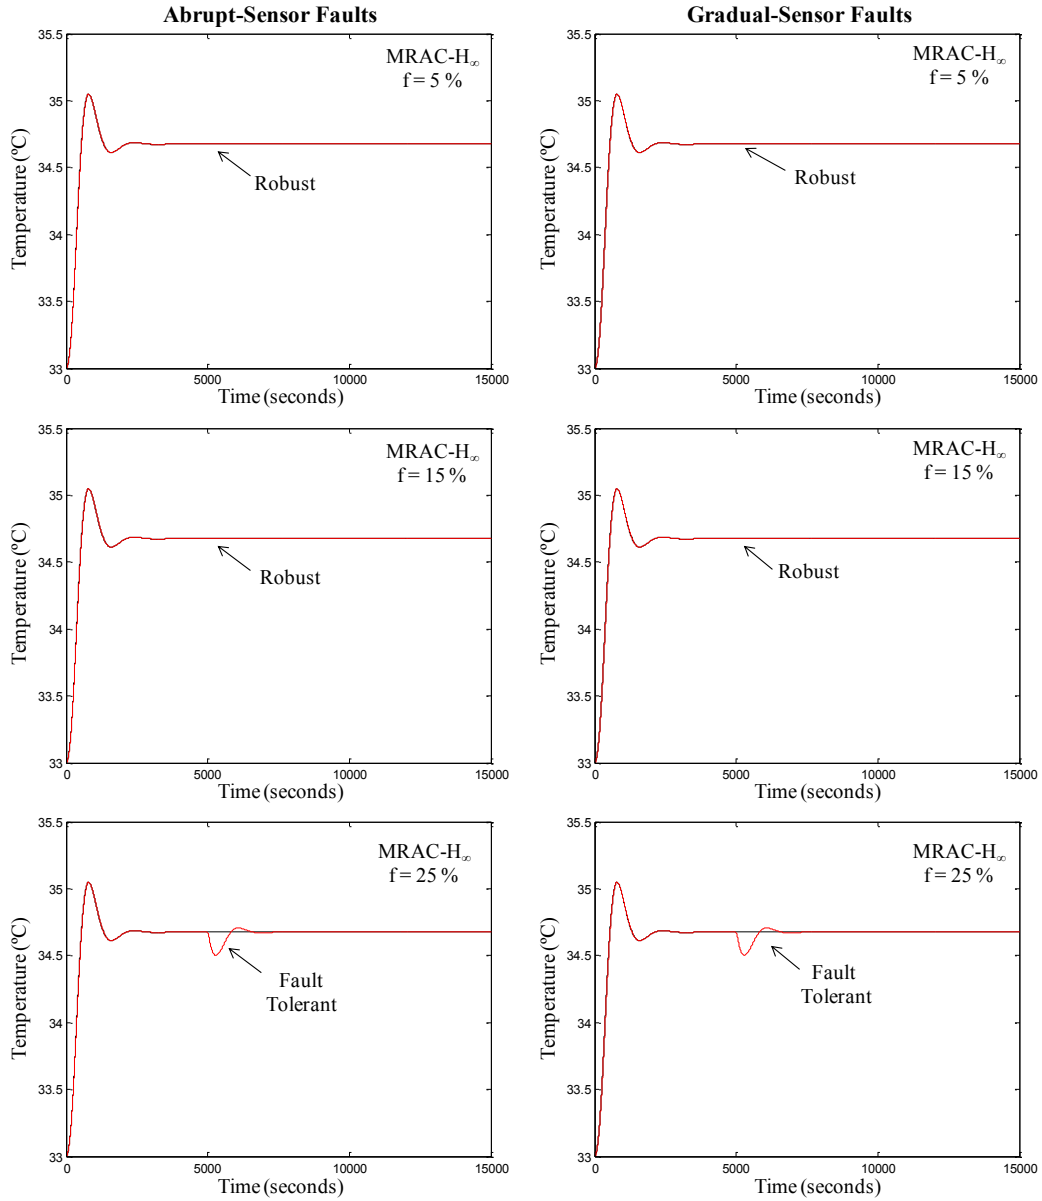 Abrupt-Sensor Faults
Gradual-Sensor Faults
35.5
35
34.5
34
33.5
33
Temperature (ºC)
MRAC-H∞
f = 5 %
Robust
0
5000
10000
15000
Time (seconds)
35.5
35
34.5
34
33.5
33
Temperature (ºC)
MRAC-H∞
f = 5 %
Robust
0
5000
10000
15000
Time (seconds)
35.5
35
34.5
34
33.5
33
Temperature (ºC)
MRAC-H∞
f = 15 %
Robust
0
5000
10000
15000
Time (seconds)
35.5
35
34.5
34
33.5
33
Temperature (ºC)
MRAC-H∞
f = 15 %
Robust
0
5000
10000
15000
Time (seconds)
35.5
35
34.5
34
33.5
33
Temperature (ºC)
MRAC-H∞
f = 25 %
Fault
Tolerant
0
5000
10000
15000
Time (seconds)
35.5
35
34.5
34
33.5
33
Temperature (ºC)
MRAC-H∞
f = 25 %
Fault
Tolerant
0
5000
10000
15000
Time (seconds)